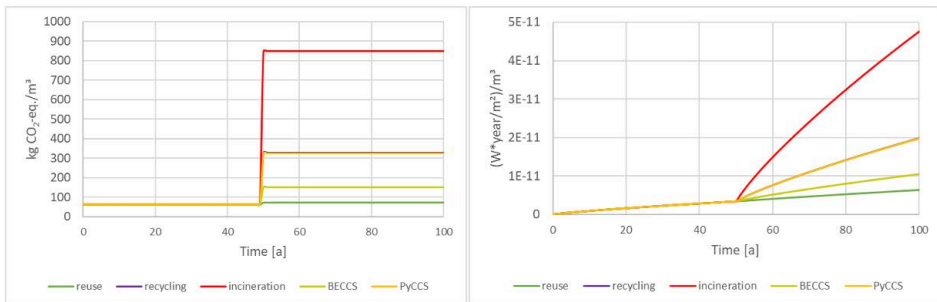 1000
900
800
700
600
500
400
300
200
100
0
kg CO₂-eq./m³
0 20 40 60 80 100
Time [a]
reuse recycling incineration BECCS PyCCS
5E-11
4E-11
3E-11
2E-11
1E-11
0
(W*year/m²)/m³
0 20 40 60 80 100
Time [a]
reuse recycling incineration BECCS PyCCS